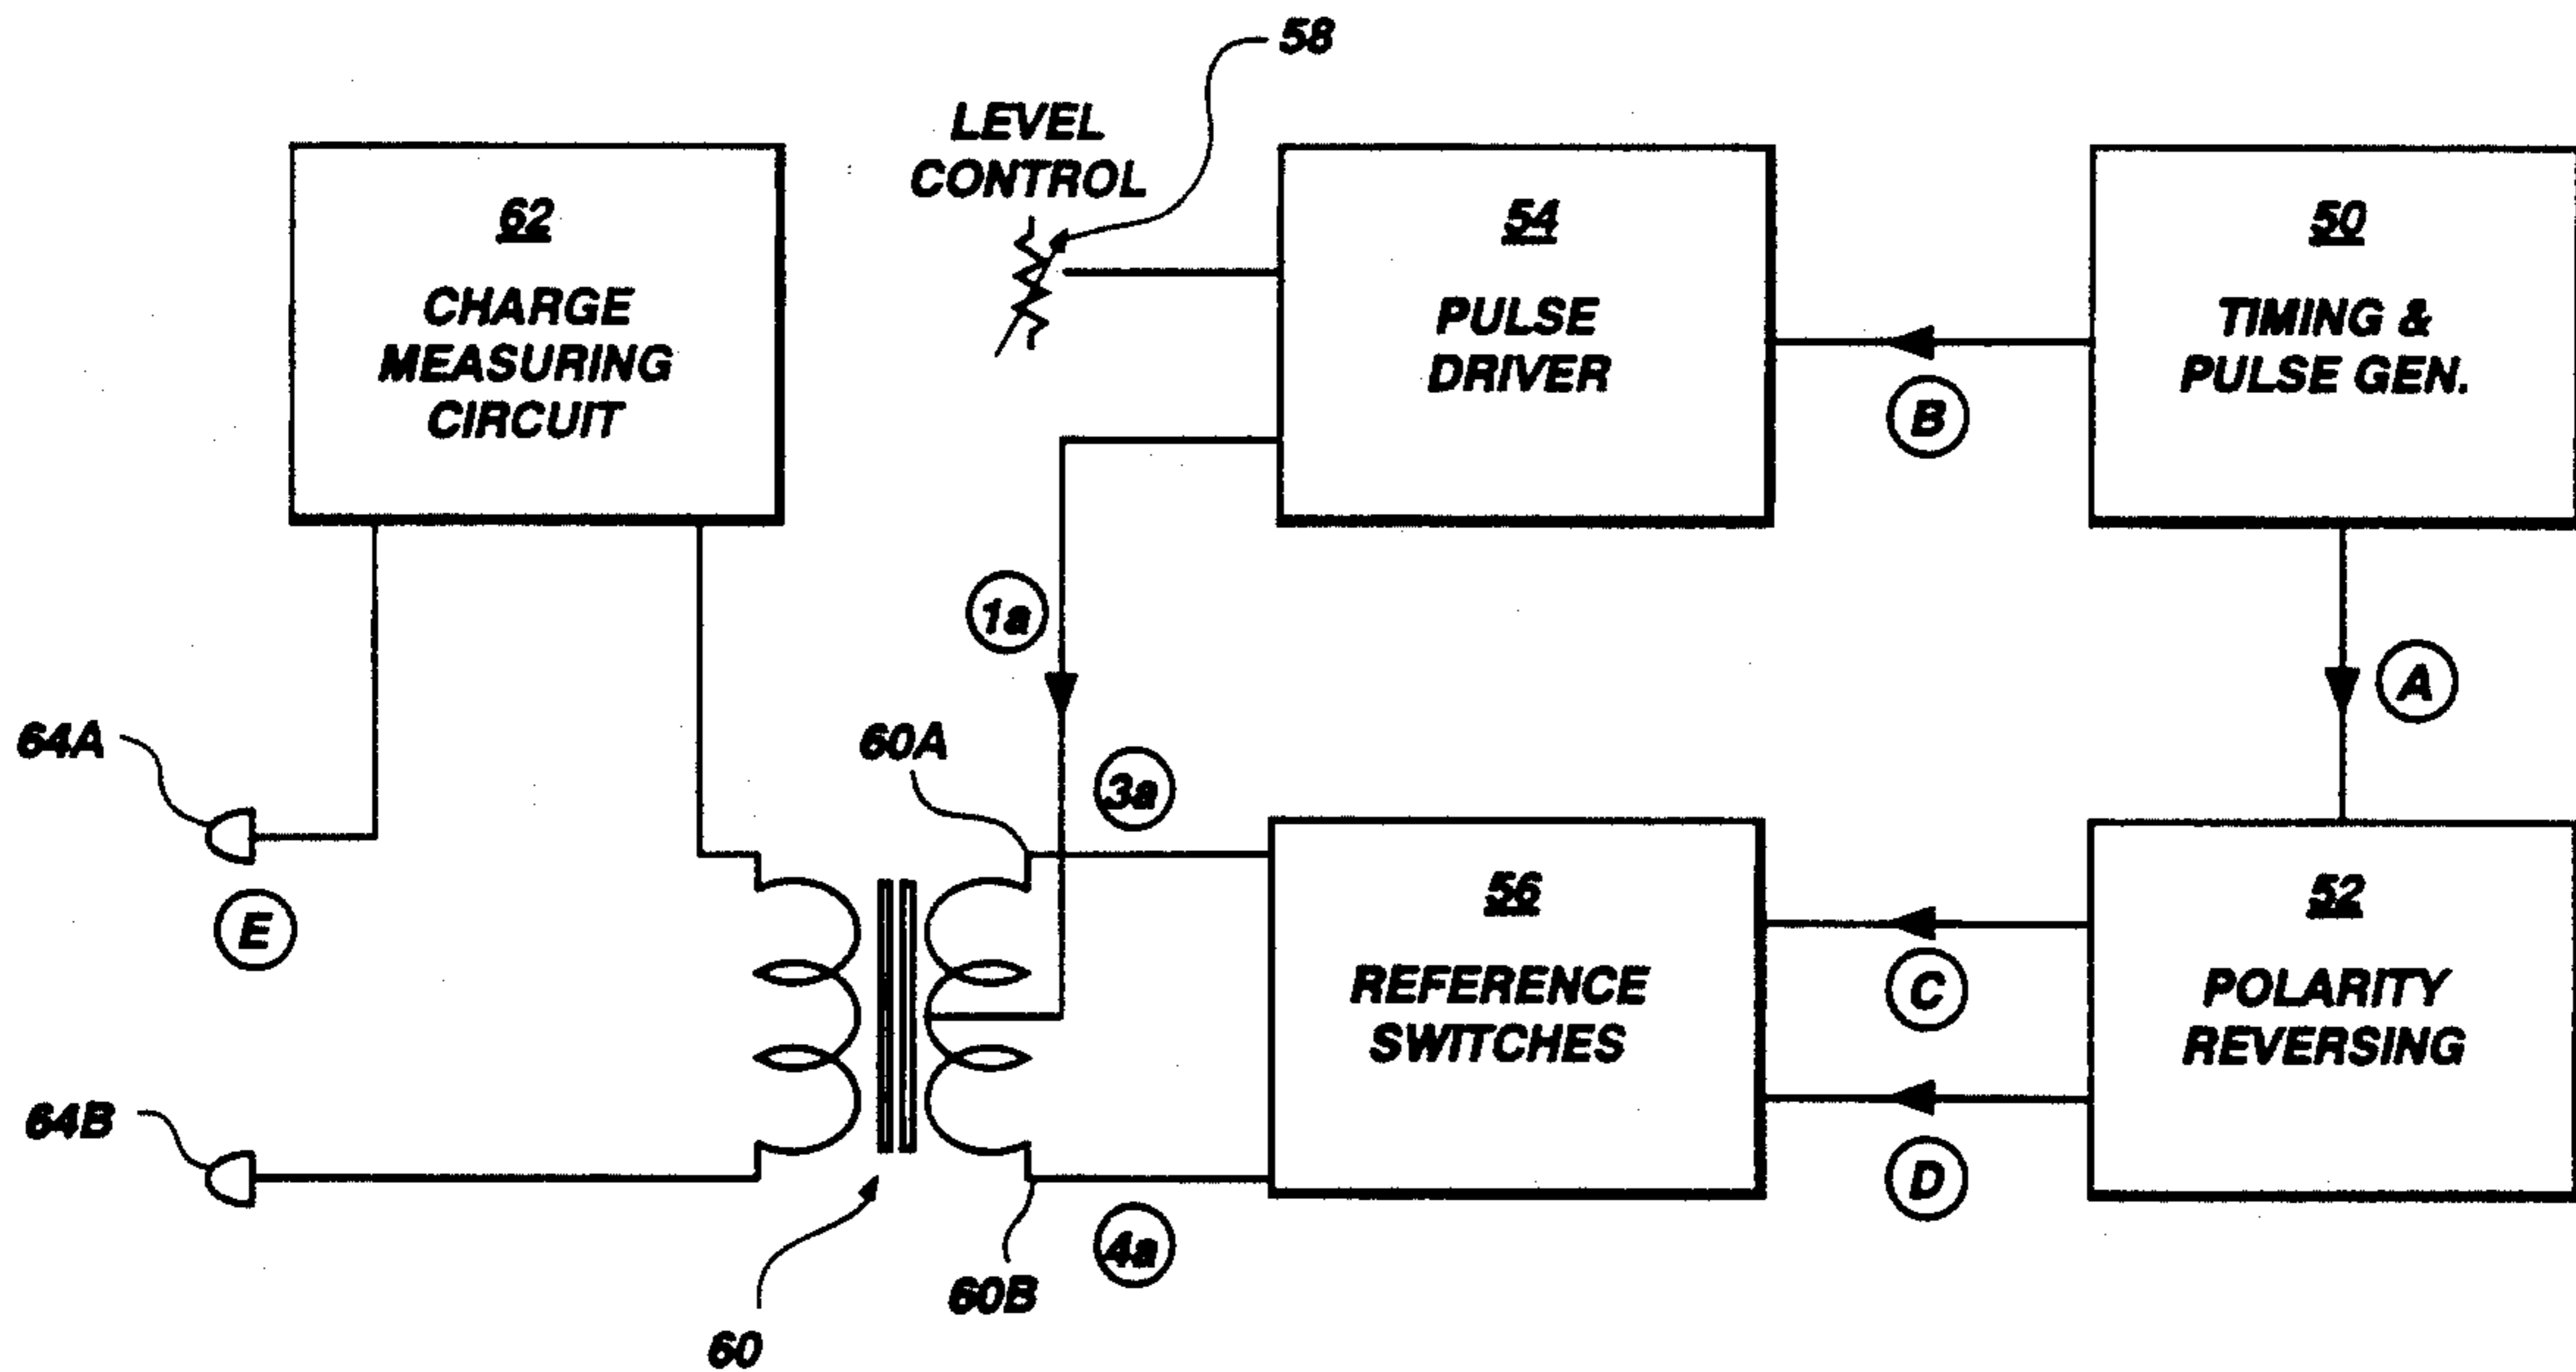 58
LEVEL
CONTROL
62
CHARGE
MEASURING
CIRCUIT
54
PULSE
DRIVER
50
TIMING &
PULSE GEN.
B
1a
A
64A
60A
3a
E
56
REFERENCE
SWITCHES
52
POLARITY
REVERSING
C
D
64B
4a
60B
60